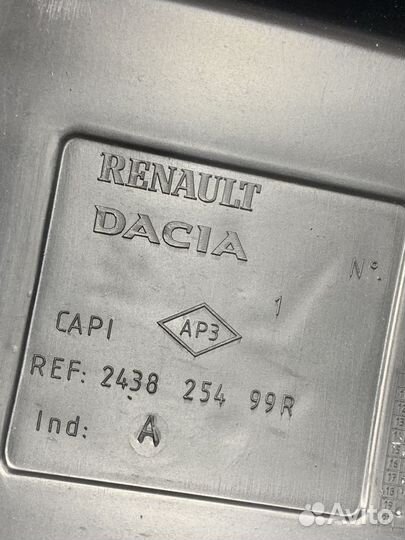 RENAULT
DACIA
N°
1
CAPI AP3
REF: 2438 254 99R
Ind: A
Avito